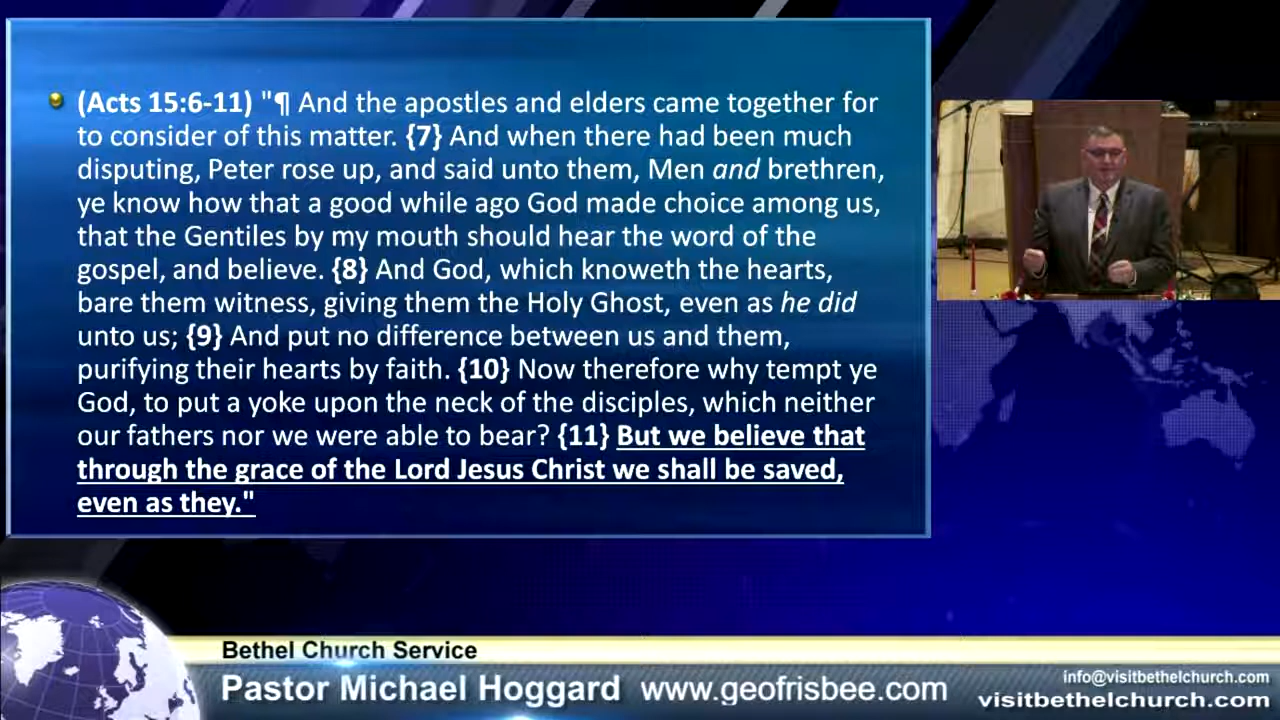 (Acts 15:6-11) "¶ And the apostles and elders came together for
to consider of this matter. {7} And when there had been much
disputing, Peter rose up, and said unto them, Men and brethren,
ye know how that a good while ago God made choice among us,
that the Gentiles by my mouth should hear the word of the
gospel, and believe. {8} And God, which knoweth the hearts,
bare them witness, giving them the Holy Ghost, even as he did
unto us; {9} And put no difference between us and them,
purifying their hearts by faith. {10} Now therefore why tempt ye
God, to put a yoke upon the neck of the disciples, which neither
our fathers nor we were able to bear? {11} But we believe that
through the grace of the Lord Jesus Christ we shall be saved,
even as they."
Bethel Church Service
Pastor Michael Hoggard www.geofrisbee.com
info@visitbethelchurch.com
visitbethelchurch.com